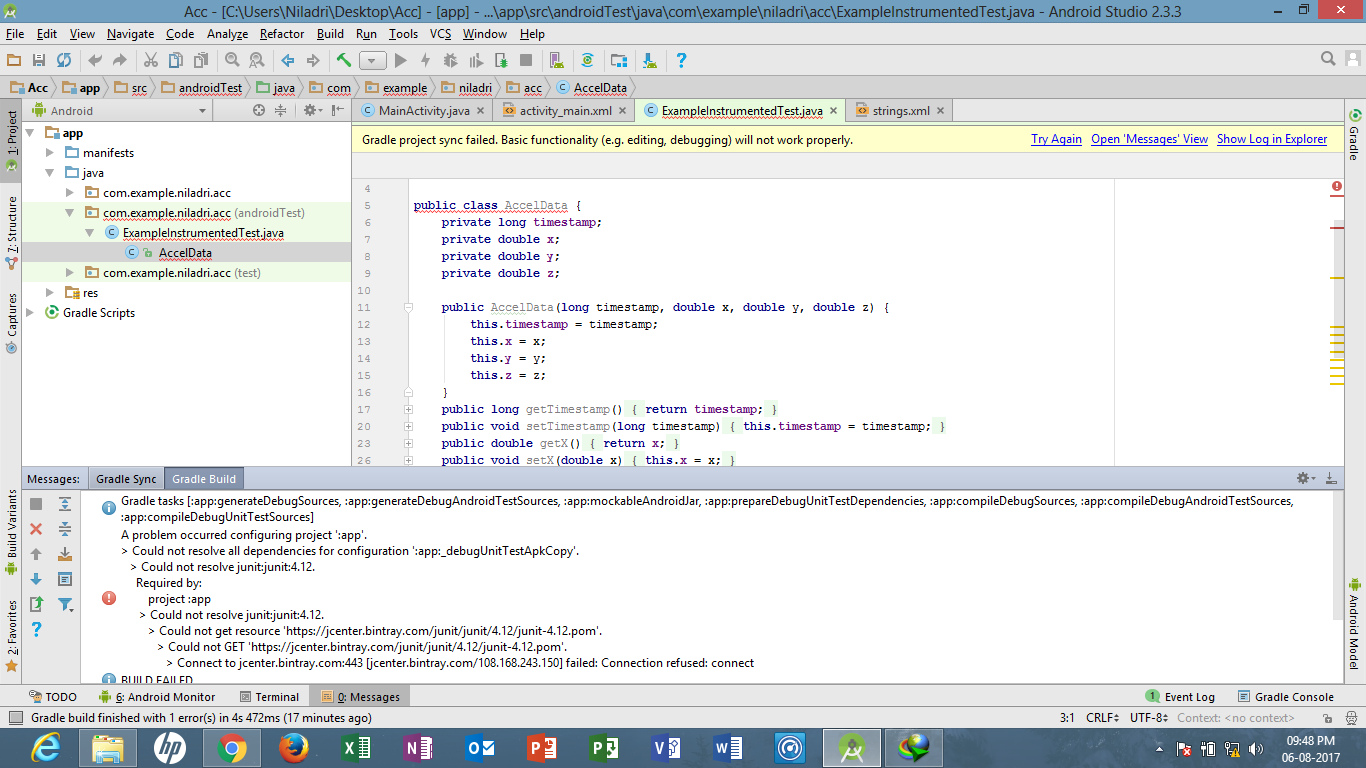 Acc - [C:\Users\Niladri\Desktop\Acc] - [app] - ...\app\src\androidTest\java\com\example\niladri\acc\ExampleInstrumentedTest.java - Android Studio 2.3.3
File Edit View Navigate Code Analyze Refactor Build Run Tools VCS Window Help
Acc app src androidTest java com example niladri acc AccelData
1: Project
7: Structure
Captures
Build Variants
2: Favorites
Android
app
manifests
java
com.example.niladri.acc
com.example.niladri.acc (androidTest)
ExampleInstrumentedTest.java
AccelData
com.example.niladri.acc (test)
res
Gradle Scripts
MainActivity.java activity_main.xml ExampleInstrumentedTest.java strings.xml
Gradle project sync failed. Basic functionality (e.g. editing, debugging) will not work properly. Try Again Open 'Messages' View Show Log in Explorer
4
5 public class AccelData {
6 private long timestamp;
7 private double x;
8 private double y;
9 private double z;
10
11 public AccelData(long timestamp, double x, double y, double z) {
12 this.timestamp = timestamp;
13 this.x = x;
14 this.y = y;
15 this.z = z;
16 }
17 public long getTimestamp() { return timestamp; }
20 public void setTimestamp(long timestamp) { this.timestamp = timestamp; }
23 public double getX() { return x; }
26 public void setX(double x) { this.x = x; }
Gradle
Android Model
Messages: Gradle Sync Gradle Build
Gradle tasks [:app:generateDebugSources, :app:generateDebugAndroidTestSources, :app:mockableAndroidJar, :app:prepareDebugUnitTestDependencies, :app:compileDebugSources, :app:compileDebugAndroidTestSources,
:app:compileDebugUnitTestSources]
A problem occurred configuring project ':app'.
> Could not resolve all dependencies for configuration ':app:_debugUnitTestApkCopy'.
> Could not resolve junit:junit:4.12.
Required by:
project :app
> Could not resolve junit:junit:4.12.
> Could not get resource 'https://jcenter.bintray.com/junit/junit/4.12/junit-4.12.pom'.
> Could not GET 'https://jcenter.bintray.com/junit/junit/4.12/junit-4.12.pom'.
> Connect to jcenter.bintray.com:443 [jcenter.bintray.com/108.168.243.150] failed: Connection refused: connect
BUILD FAILED
TODO 6: Android Monitor Terminal 0: Messages 1 Event Log Gradle Console
Gradle build finished with 1 error(s) in 4s 472ms (17 minutes ago) 3:1 CRLF UTF-8 Context: <no context>
09:48 PM
06-08-2017